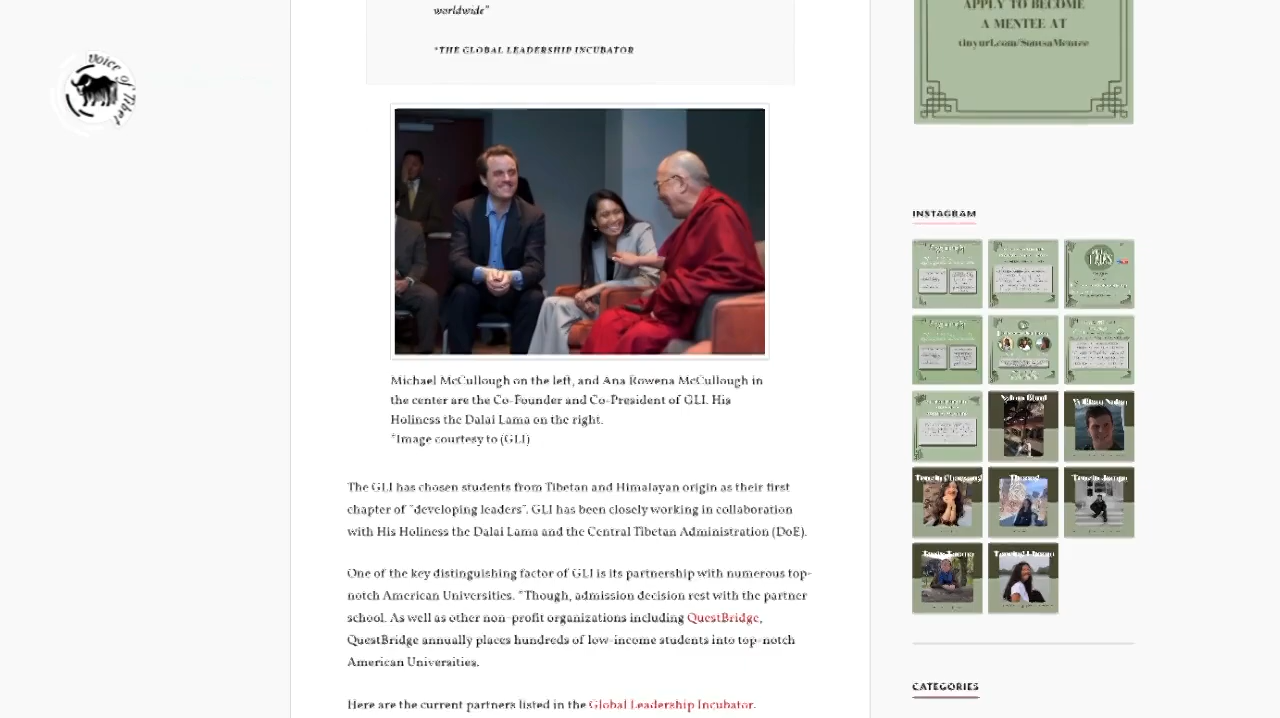 worldwide"
*THE GLOBAL LEADERSHIP INCUBATOR
Voice of Tibet
Michael McCullough on the left, and Ana Rowena McCullough in
the center are the Co-Founder and Co-President of GLI. His
Holiness the Dalai Lama on the right.
*Image courtesy to (GLI)
The GLI has chosen students from Tibetan and Himalayan origin as their first
chapter of "developing leaders". GLI has been closely working in collaboration
with His Holiness the Dalai Lama and the Central Tibetan Administration (DoE).
One of the key distinguishing factor of GLI is its partnership with numerous top-
notch American Universities. *Though, admission decision rest with the partner
school. As well as other non-profit organizations including QuestBridge,
QuestBridge annually places hundreds of low-income students into top-notch
American Universities.
Here are the current partners listed in the Global Leadership Incubator.
APPLY TO BECOME
A MENTEE AT
tinyurl.com/SontsaMentee
INSTAGRAM
CATEGORIES